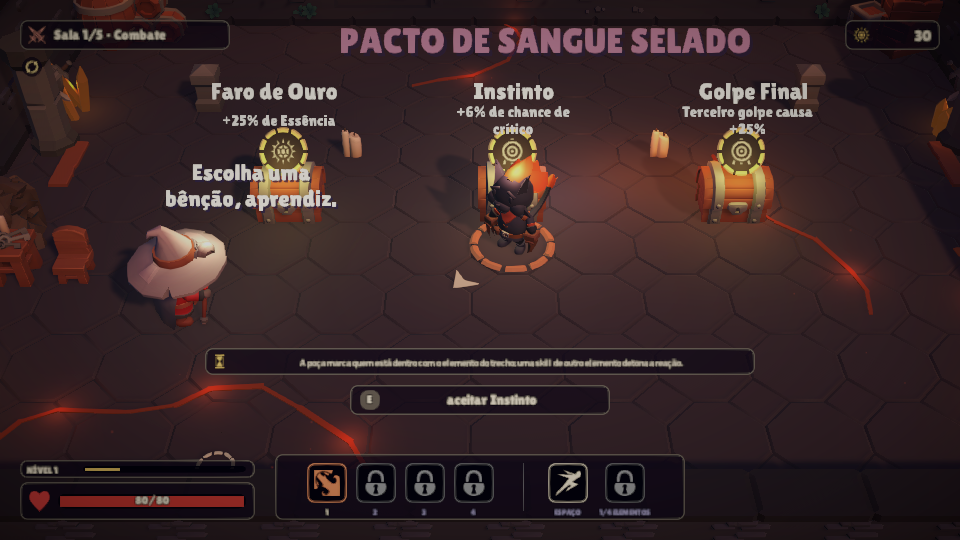 Sala 1/5 - Combate
PACTO DE SANGUE SELADO
30
Faro de Ouro
+25% de Essência
Instinto
+6% de chance de
crítico
Golpe Final
Terceiro golpe causa
+35%
Escolha uma
bênção, aprendiz.
A poça marca quem está dentro com o elemento do trecho: uma skill de outro elemento detona a reação.
E aceitar Instinto
NÍVEL 1
80/80
1 2 3 4 ESPAÇO 1/4 ELEMENTOS